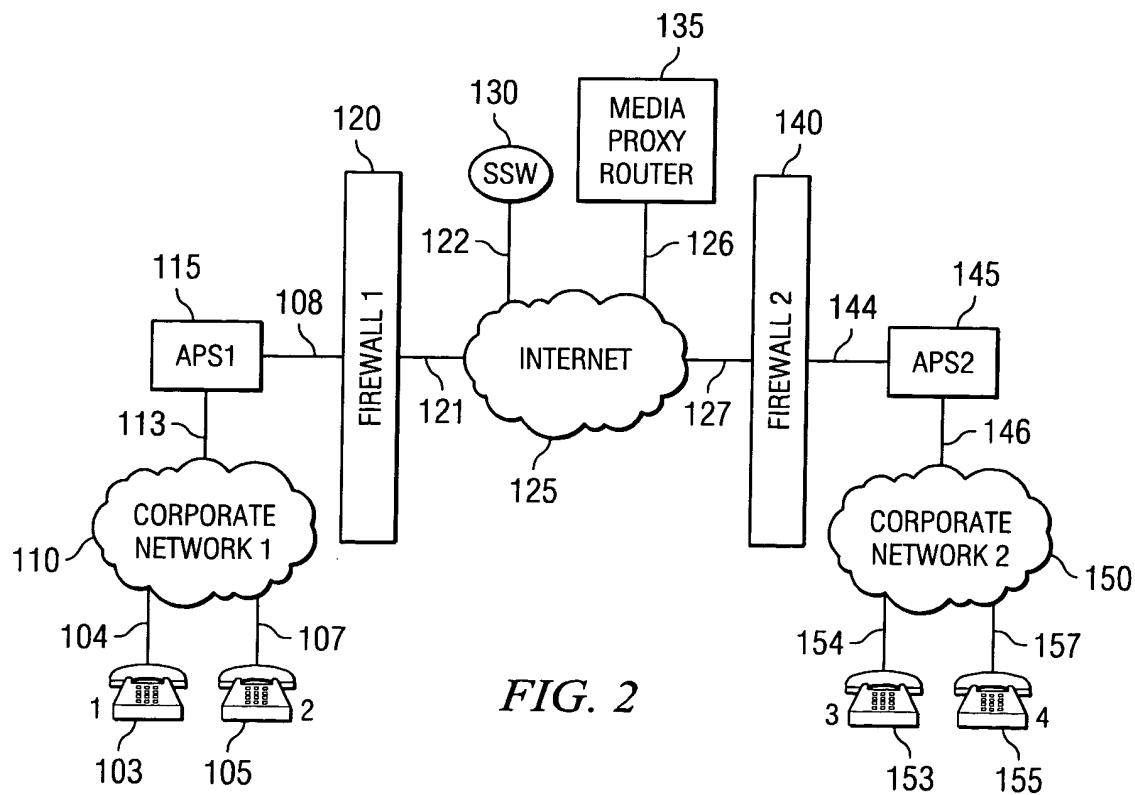 135
130
120
140
MEDIA
PROXY
ROUTER
SSW
122
126
115
145
108
144
FIREWALL 1
FIREWALL 2
APS1
INTERNET
APS2
121
127
113
146
125
CORPORATE
NETWORK 1
CORPORATE
NETWORK 2
110
150
104
107
154
157
1
2
3
4
FIG. 2
103
105
153
155